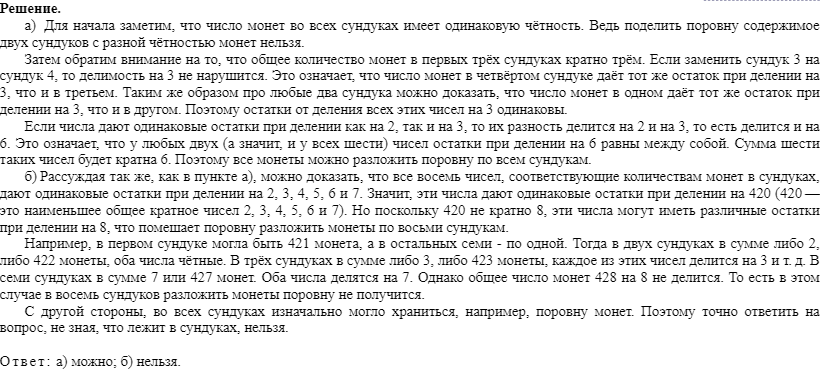 Решение.
а) Для начала заметим, что число монет во всех сундуках имеет одинаковую чётность. Ведь поделить поровну содержимое
двух сундуков с разной чётностью монет нельзя.
Затем обратим внимание на то, что общее количество монет в первых трёх сундуках кратно трём. Если заменить сундук 3 на
сундук 4, то делимость на 3 не нарушится. Это означает, что число монет в четвёртом сундуке даёт тот же остаток при делении на
3, что и в третьем. Таким же образом про любые два сундука можно доказать, что число монет в одном даёт тот же остаток при
делении на 3, что и в другом. Поэтому остатки от деления всех этих чисел на 3 одинаковы.
Если числа дают одинаковые остатки при делении как на 2, так и на 3, то их разность делится на 2 и на 3, то есть делится и на
6. Это означает, что у любых двух (а значит, и у всех шести) чисел остатки при делении на 6 равны между собой. Сумма шести
таких чисел будет кратна 6. Поэтому все монеты можно разложить поровну по всем сундукам.
б) Рассуждая так же, как в пункте а), можно доказать, что все восемь чисел, соответствующие количествам монет в сундуках,
дают одинаковые остатки при делении на 2, 3, 4, 5, 6 и 7. Значит, эти числа дают одинаковые остатки при делении на 420 (420 —
это наименьшее общее кратное чисел 2, 3, 4, 5, 6 и 7). Но поскольку 420 не кратно 8, эти числа могут иметь различные остатки
при делении на 8, что помешает поровну разложить монеты по восьми сундукам.
Например, в первом сундуке могла быть 421 монета, а в остальных семи - по одной. Тогда в двух сундуках в сумме либо 2,
либо 422 монеты, оба числа чётные. В трёх сундуках в сумме либо 3, либо 423 монеты, каждое из этих чисел делится на 3 и т. д. В
семи сундуках в сумме 7 или 427 монет. Оба числа делятся на 7. Однако общее число монет 428 на 8 не делится. То есть в этом
случае в восемь сундуков разложить монеты поровну не получится.
С другой стороны, во всех сундуках изначально могло храниться, например, поровну монет. Поэтому точно ответить на
вопрос, не зная, что лежит в сундуках, нельзя.
Ответ: а) можно; б) нельзя.